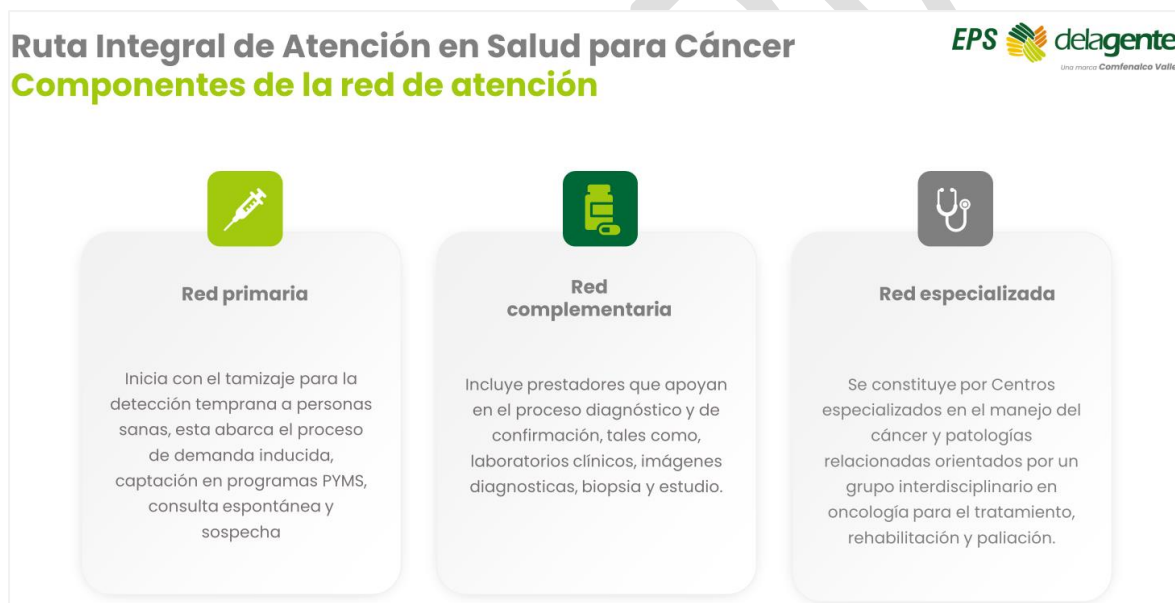 Ruta Integral de Atención en Salud para Cáncer
Componentes de la red de atención
EPS delagente
Una marca Comfenalco Valle
Red primaria
Inicia con el tamizaje para la
detección temprana a personas
sanas, esta abarca el proceso
de demanda inducida,
captación en programas PYMS,
consulta espontánea y
sospecha
Red
complementaria
Incluye prestadores que apoyan
en el proceso diagnóstico y de
confirmación, tales como,
laboratorios clínicos, imágenes
diagnosticas, biopsia y estudio.
Red especializada
Se constituye por Centros
especializados en el manejo del
cáncer y patologías
relacionadas orientados por un
grupo interdisciplinario en
oncología para el tratamiento,
rehabilitación y paliación.